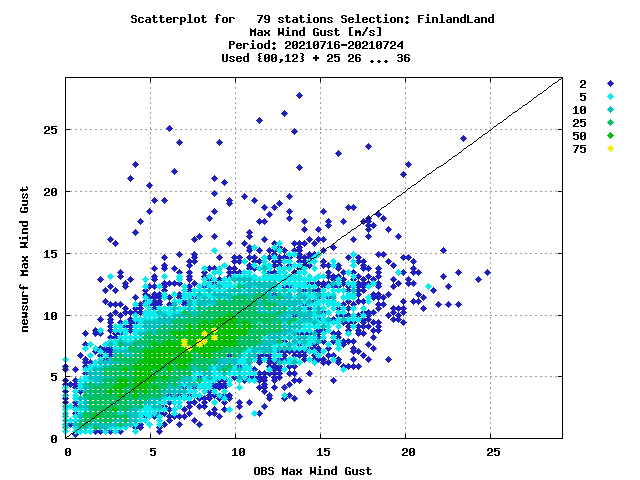 Scatterplot for   79 stations Selection: FinlandLand
Max Wind Gust [m/s]
Period: 20210716-20210724
Used {00,12} + 25 26 ... 36
2
5
10
25
50
75
newsurf Max Wind Gust
25
20
15
10
5
0
0 5 10 15 20 25
OBS Max Wind Gust